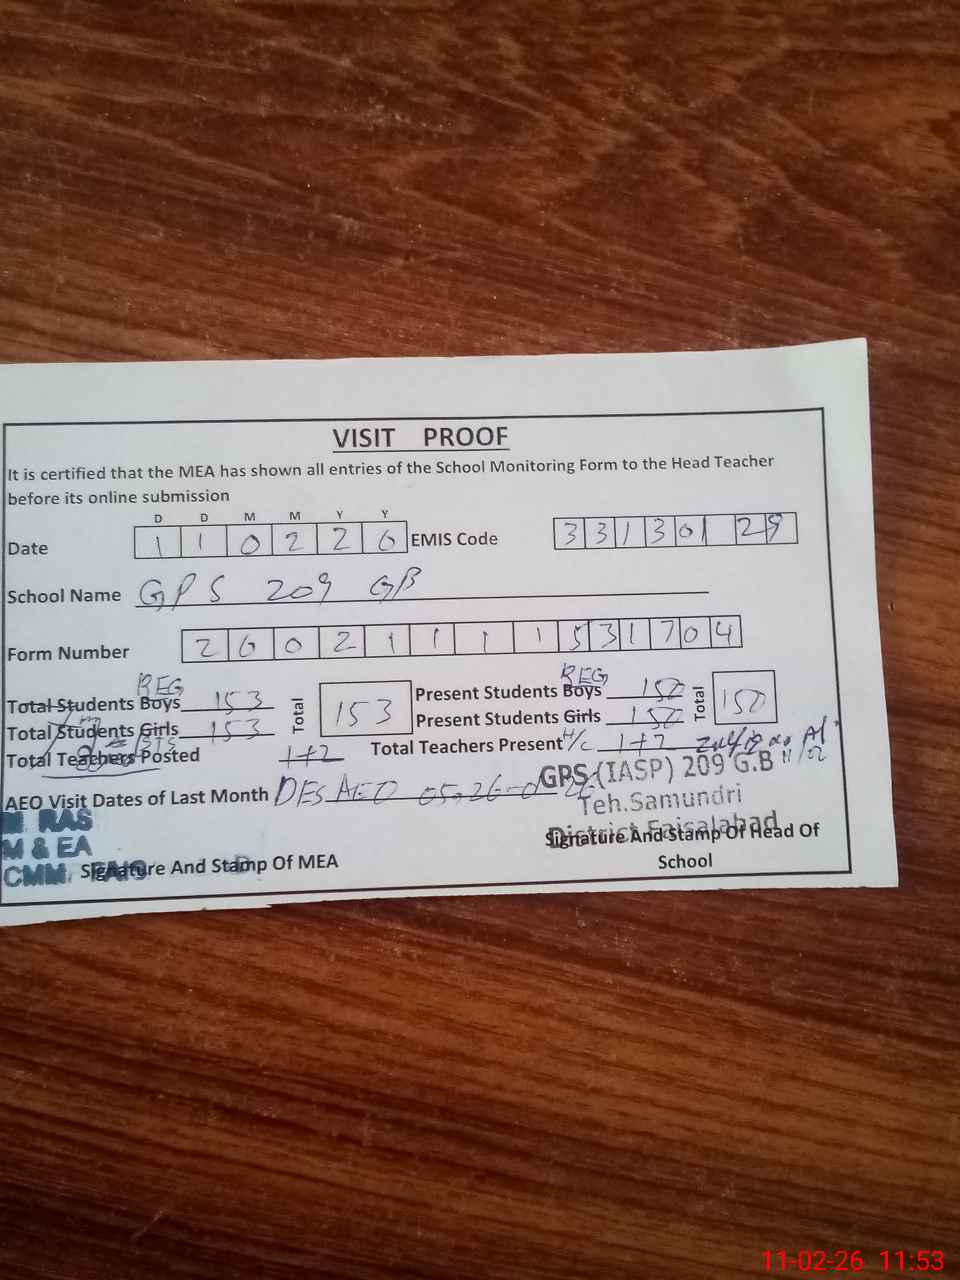 VISIT PROOF
It is certified that the MEA has shown all entries of the School Monitoring Form to the Head Teacher
before its online submission
D D M M Y Y
Date 1 1 0 2 2 6 EMIS Code 3 3 1 3 0 1 2 9
School Name GPS 209 GB
Form Number 2 6 0 2 1 1 1 1 5 3 1 7 0 4
REG REG
Total Students Boys 153 Total 153 Present Students Boys 150 Total 150
Total Students Girls 153 Present Students Girls 150
Total Teachers Posted 1+2 Total Teachers Present H/c 1+2
GPS (IASP) 209 G.B
AEO Visit Dates of Last Month DES AEO 05, 26
Teh.Samundri
District Faisalabad
M & EA
Signature And Stamp Of MEA
Signature And Stamp Of Head Of
School
11-02-26 11:53